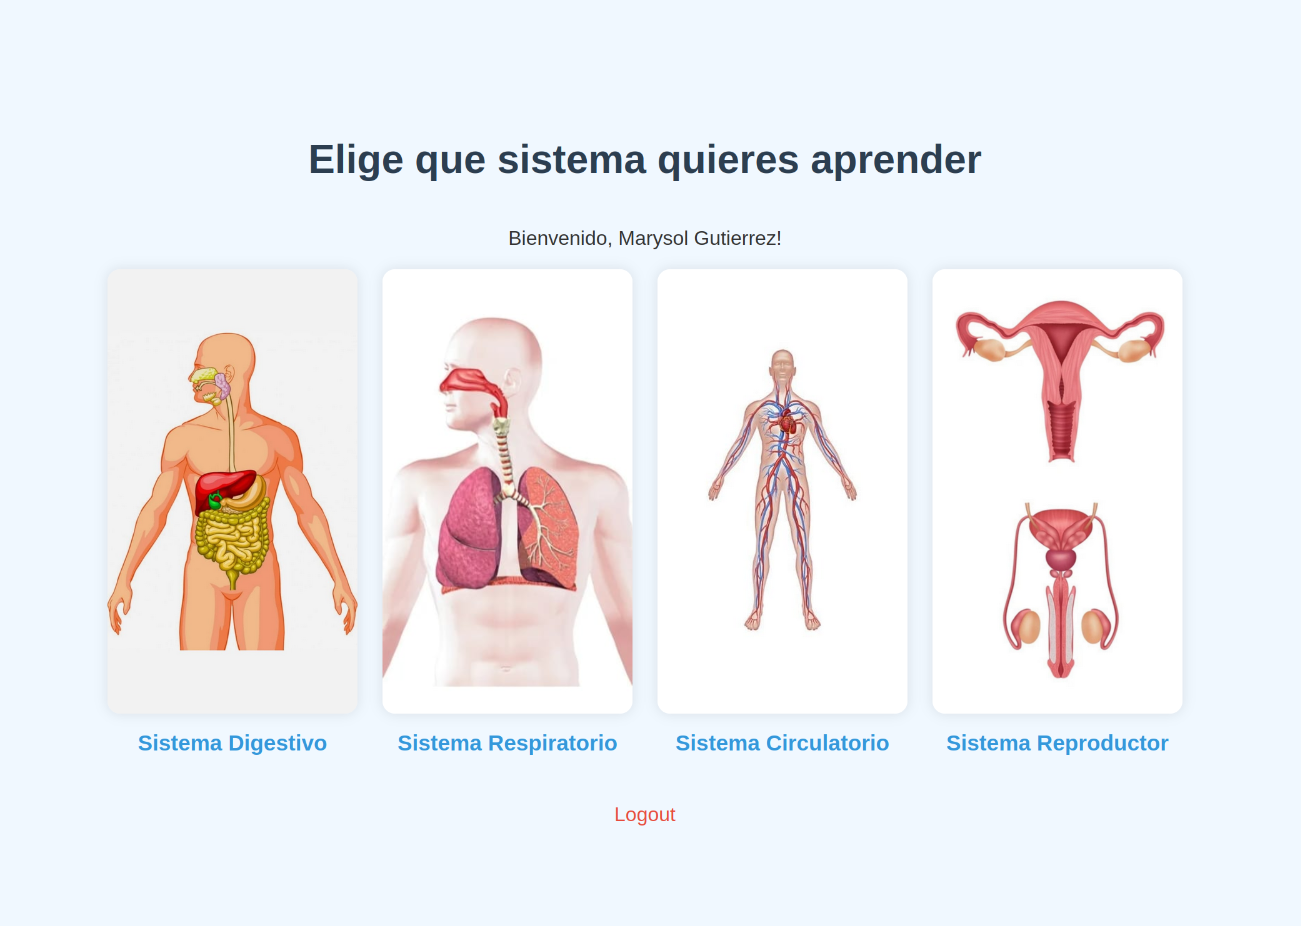 Elige que sistema quieres aprender
Bienvenido, Marysol Gutierrez!
Sistema Digestivo
Sistema Respiratorio
Sistema Circulatorio
Sistema Reproductor
Logout